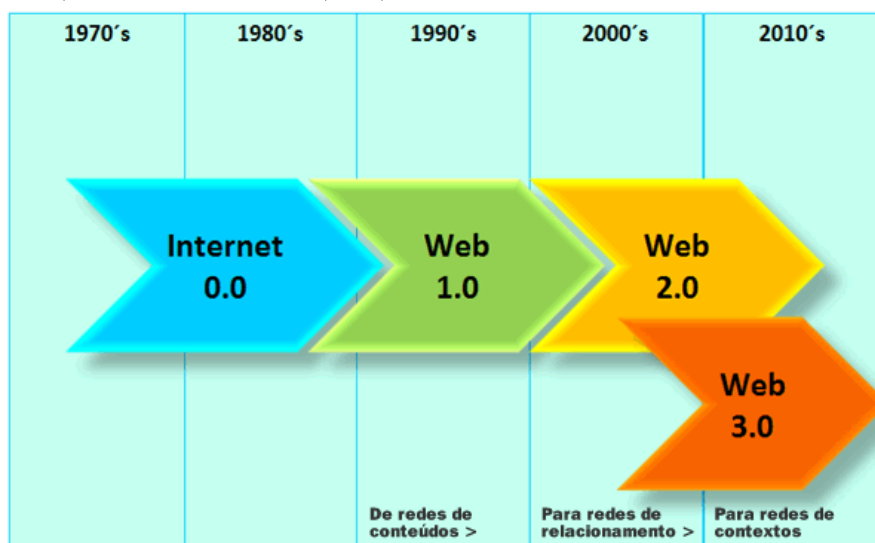 1970´s 1980´s 1990´s 2000´s 2010´s
Internet
0.0
Web
1.0
Web
2.0
Web
3.0
De redes de
conteúdos >
Para redes de
relacionamento >
Para redes de
contextos